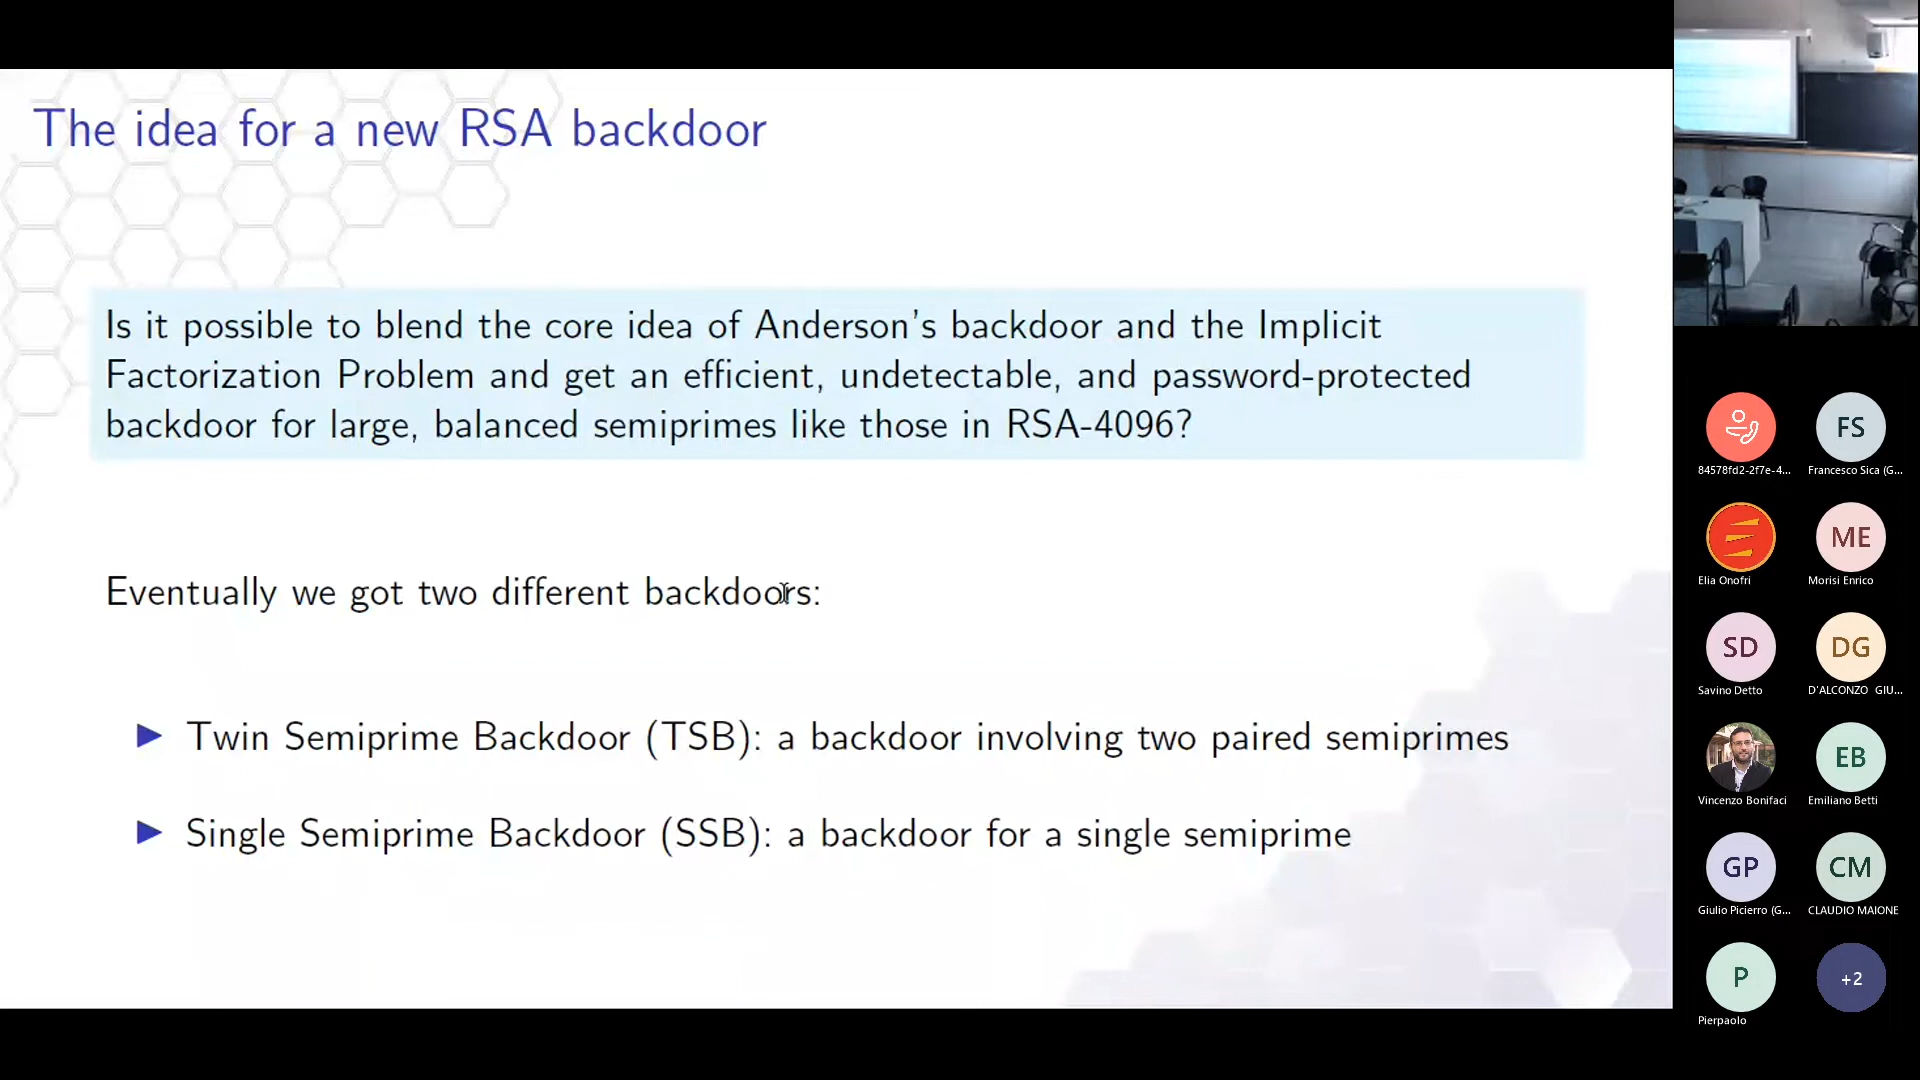 The idea for a new RSA backdoor
Is it possible to blend the core idea of Anderson's backdoor and the Implicit
Factorization Problem and get an efficient, undetectable, and password-protected
backdoor for large, balanced semiprimes like those in RSA-4096?
Eventually we got two different backdoors:
Twin Semiprime Backdoor (TSB): a backdoor involving two paired semiprimes
Single Semiprime Backdoor (SSB): a backdoor for a single semiprime
FS
84578fd2-2f7e-4...
Francesco Sica (G...
ME
Elia Onofri
Morisi Enrico
SD
DG
Savino Detto
D'ALCONZO GIU...
EB
Vincenzo Bonifaci
Emiliano Betti
GP
CM
Giulio Picierro (G...
CLAUDIO MAIONE
P
+2
Pierpaolo